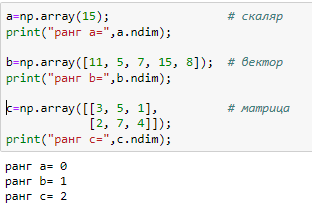 a=np.array(15); # скаляр
print("ранг a=",a.ndim);
b=np.array([11, 5, 7, 15, 8]); # вектор
print("ранг b=",b.ndim);
c=np.array([[3, 5, 1], # матрица
[2, 7, 4]]);
print("ранг c=",c.ndim);
ранг a= 0
ранг b= 1
ранг c= 2